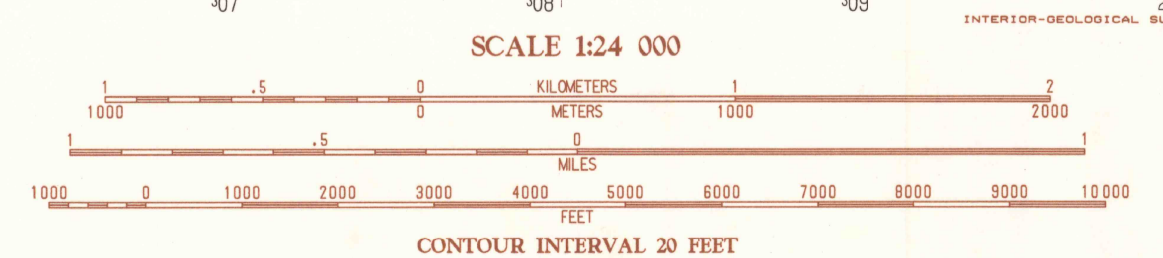 ³07 ³08 ³09
INTERIOR-GEOLOGICAL
SCALE 1:24 000
1 .5 0 KILOMETERS 1 2
1000 0 METERS 1000 2000
1 .5 0 1
MILES
1000 0 1000 2000 3000 4000 5000 6000 7000 8000 9000 10 000
FEET
CONTOUR INTERVAL 20 FEET